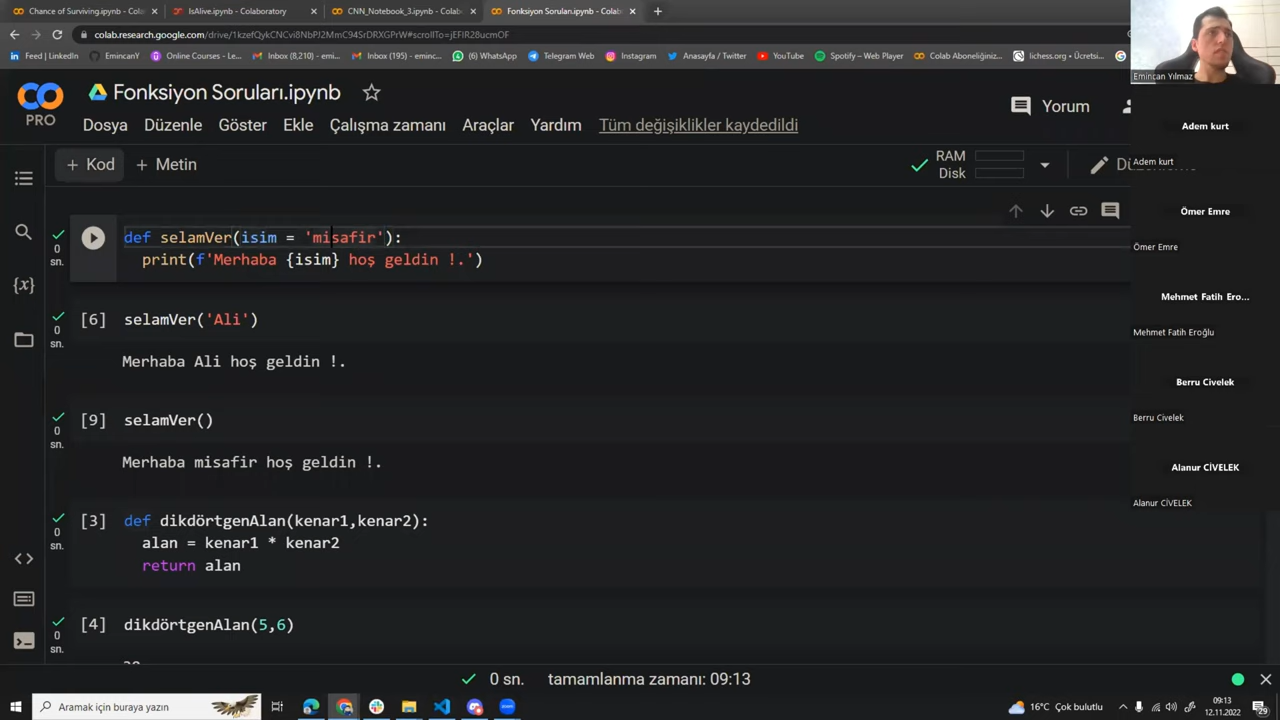 Chance of Surviving.ipynb - Colab
IsAlive.ipynb - Colaboratory
CNN_Notebook_3.ipynb - Colab
Fonksiyon Soruları.ipynb - Colab
colab.research.google.com/drive/1kzefQykCNCvi8NbPJ2MmC94SrDRXGPrW#scrollTo=jEFIR28ucmOF
Feed | LinkedIn
EmincanY
Online Courses - Le...
Inbox (8,210) - emi...
Inbox (195) - eminc...
(6) WhatsApp
Telegram Web
Instagram
Anasayfa / Twitter
YouTube
Spotify – Web Player
Colab Aboneliğiniz...
lichess.org • Ücretsi...
Emincan Yılmaz
PRO
Fonksiyon Soruları.ipynb
Yorum
Dosya Düzenle Göster Ekle Çalışma zamanı Araçlar Yardım Tüm değişiklikler kaydedildi
+ Kod + Metin
RAM
Disk
Düzenleme
Adem kurt
Adem kurt
Ömer Emre
Ömer Emre
Mehmet Fatih Ero...
Mehmet Fatih Eroğlu
Berru Civelek
Berru Civelek
Alanur CİVELEK
Alanur CİVELEK
0
sn.
def selamVer(isim = 'misafir'):
print(f'Merhaba {isim} hoş geldin !.')
0
sn.
[6] selamVer('Ali')
Merhaba Ali hoş geldin !.
0
sn.
[9] selamVer()
Merhaba misafir hoş geldin !.
0
sn.
[3] def dikdörtgenAlan(kenar1,kenar2):
alan = kenar1 * kenar2
return alan
0
sn.
[4] dikdörtgenAlan(5,6)
{x}
0 sn. tamamlanma zamanı: 09:13
Aramak için buraya yazın
16°C Çok bulutlu
09:13
12.11.2022
29